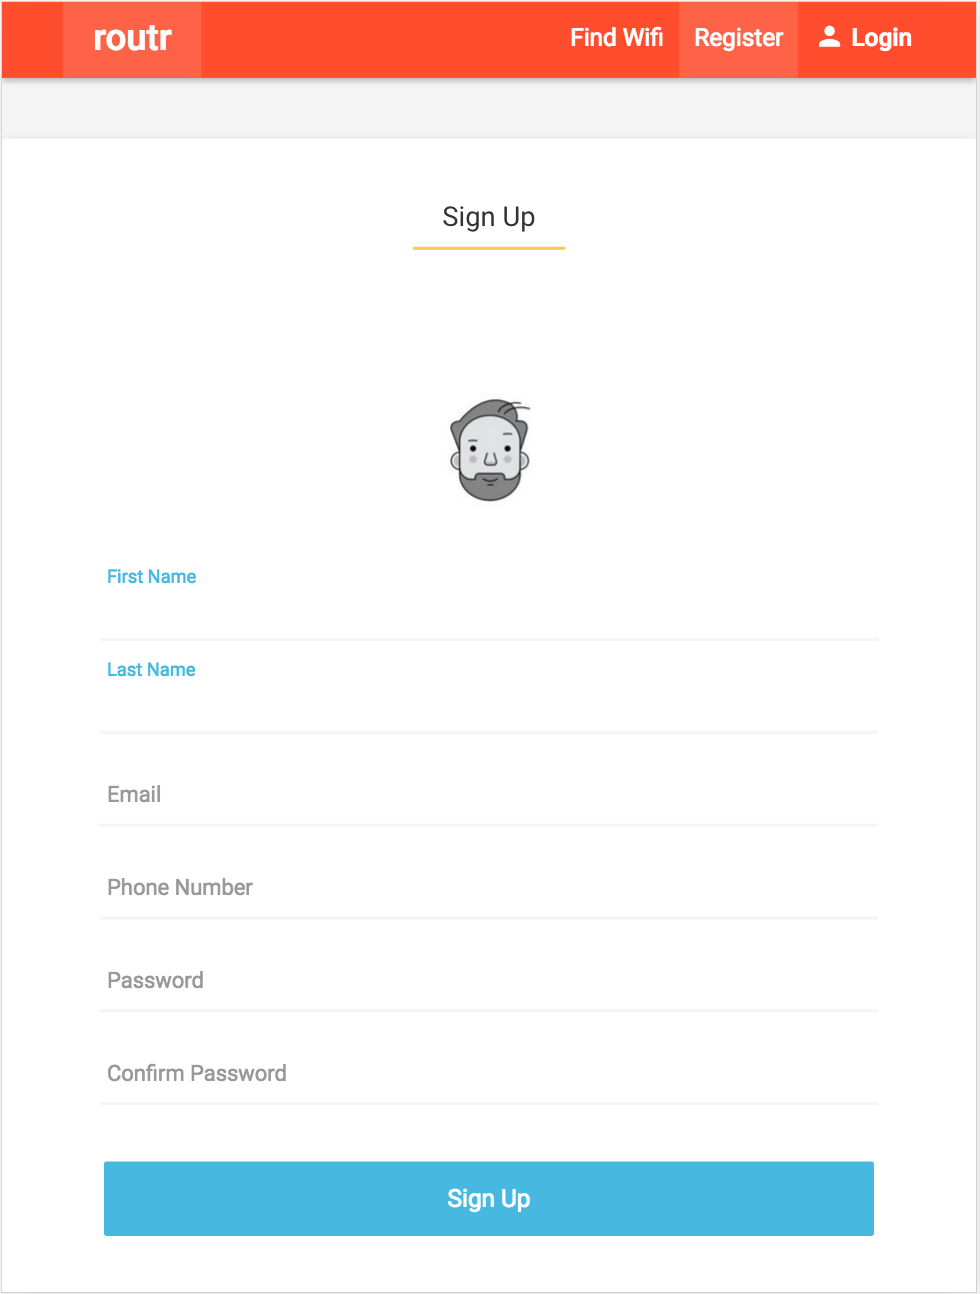 routr Find Wifi Register Login
Sign Up
First Name
Last Name
Email
Phone Number
Password
Confirm Password
Sign Up